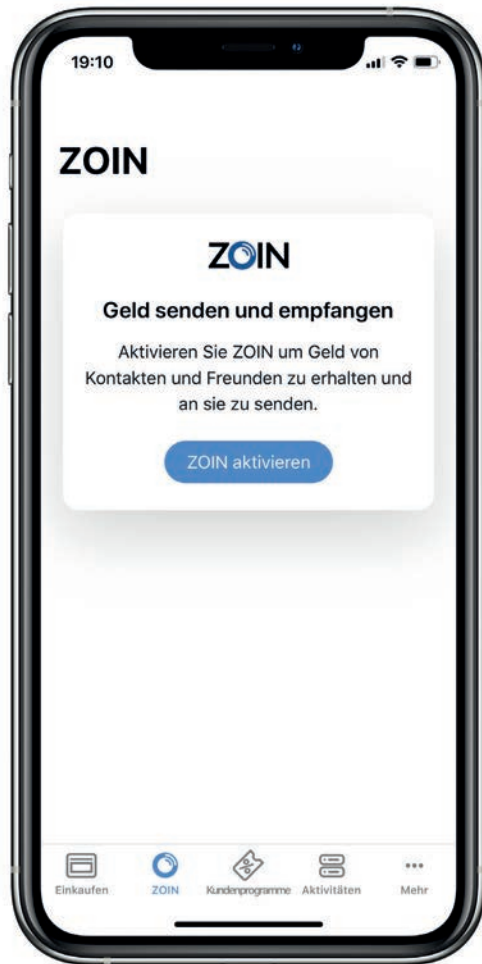 19:10
ZOIN
ZOIN
Geld senden und empfangen
Aktivieren Sie ZOIN um Geld von
Kontakten und Freunden zu erhalten und
an sie zu senden.
ZOIN aktivieren
Einkaufen ZOIN Kundenprogramme Aktivitäten Mehr